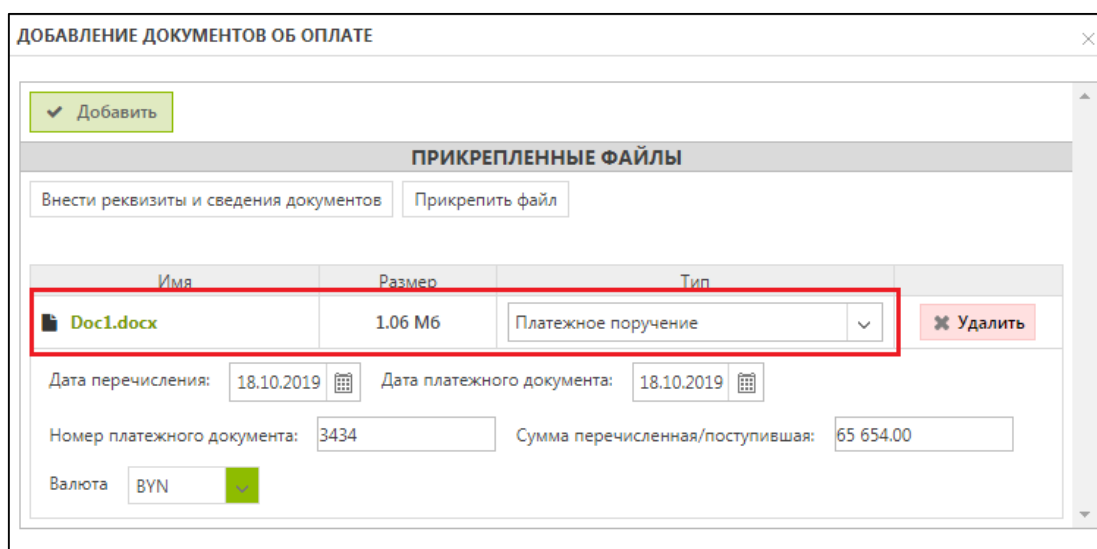 ДОБАВЛЕНИЕ ДОКУМЕНТОВ ОБ ОПЛАТЕ
Добавить
ПРИКРЕПЛЕННЫЕ ФАЙЛЫ
Внести реквизиты и сведения документов Прикрепить файл
Имя Размер Тип
Doc1.docx 1.06 Мб Платежное поручение Удалить
Дата перечисления: 18.10.2019 Дата платежного документа: 18.10.2019
Номер платежного документа: 3434 Сумма перечисленная/поступившая: 65 654.00
Валюта BYN